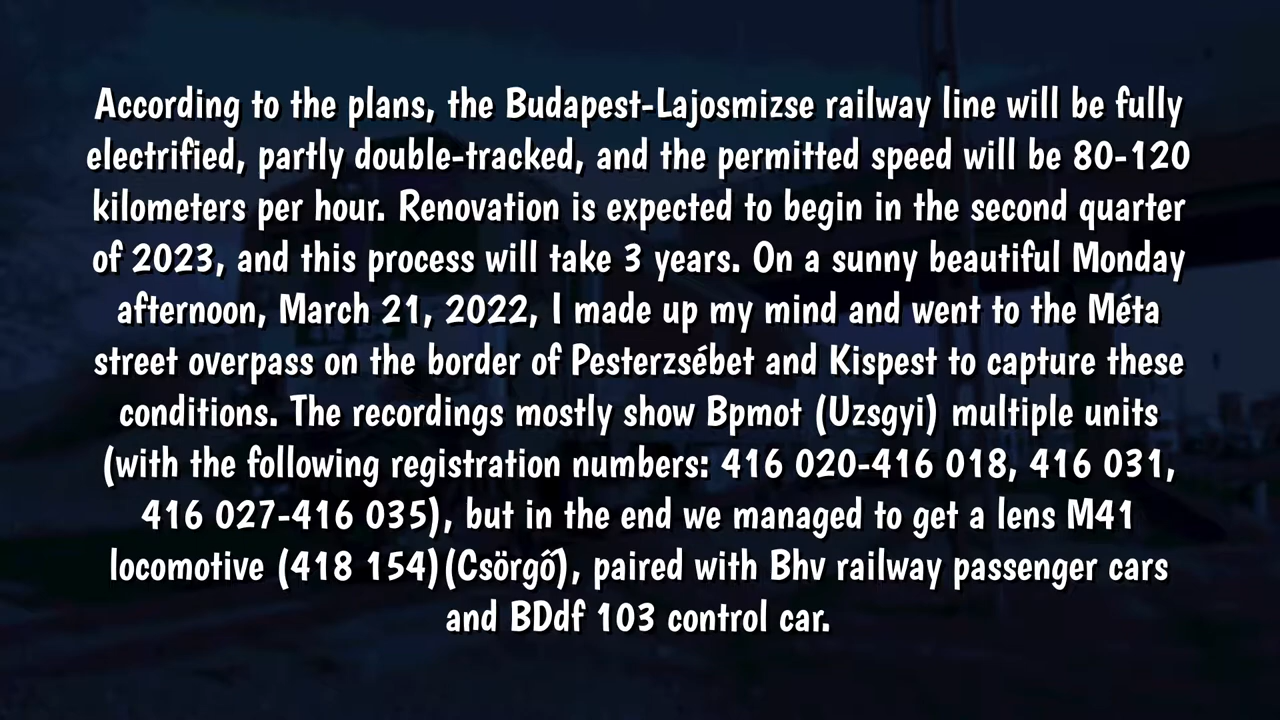 According to the plans, the Budapest-Lajosmizse railway line will be fully
electrified, partly double-tracked, and the permitted speed will be 80-120
kilometers per hour. Renovation is expected to begin in the second quarter
of 2023, and this process will take 3 years. On a sunny beautiful Monday
afternoon, March 21, 2022, I made up my mind and went to the Méta
street overpass on the border of Pesterzsébet and Kispest to capture these
conditions. The recordings mostly show Bpmot (Uzsgyi) multiple units
(with the following registration numbers: 416 020-416 018, 416 031,
416 027-416 035), but in the end we managed to get a lens M41
locomotive (418 154)(Csörgő), paired with Bhv railway passenger cars
and BDdf 103 control car.